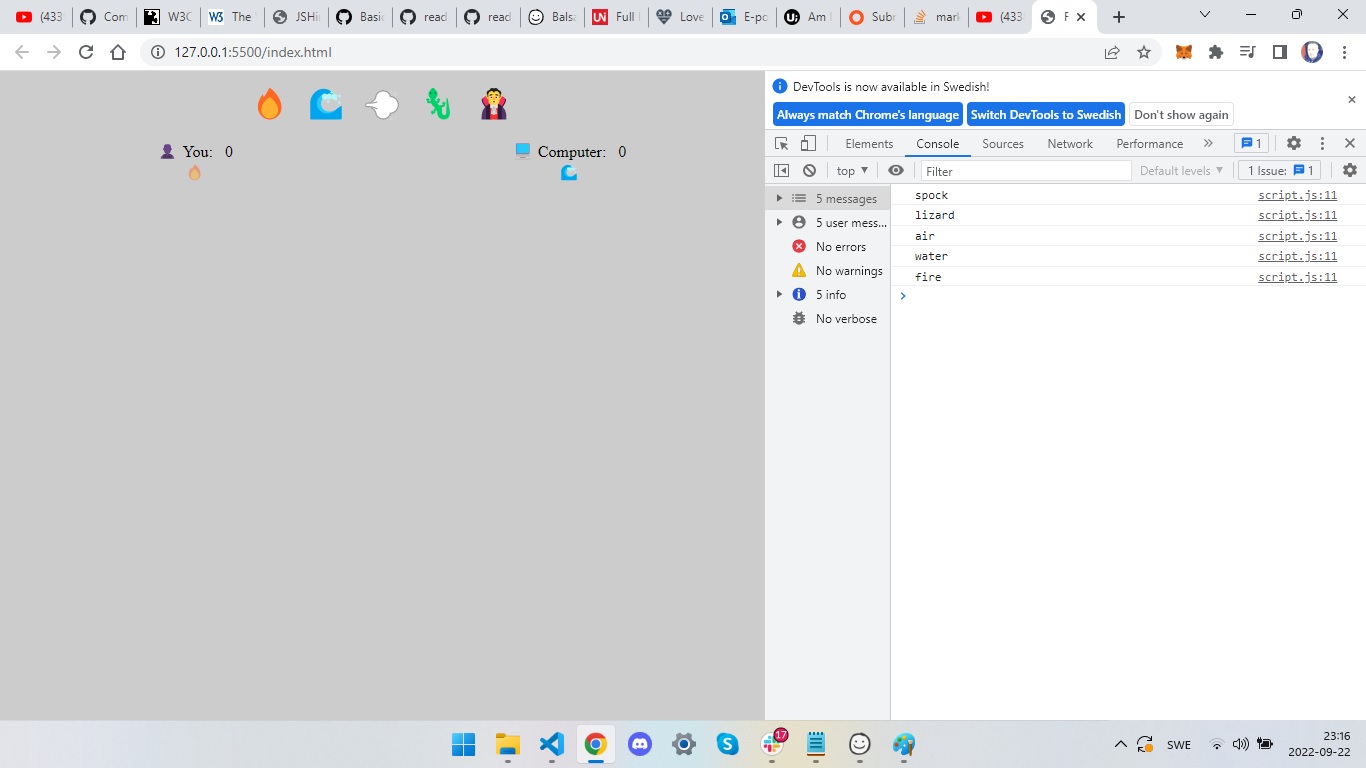 (433
Com
W3C
The
JSHin
Basic
read
read
Balsa
Full
Love
E-po
Am
Subr
mark
(433
127.0.0.1:5500/index.html
You: 0
Computer: 0
DevTools is now available in Swedish!
Always match Chrome's language Switch DevTools to Swedish Don't show again
Elements Console Sources Network Performance » 1
top Filter Default levels 1 Issue: 1
5 messages
5 user mess...
No errors
No warnings
5 info
No verbose
spock script.js:11
lizard script.js:11
air script.js:11
water script.js:11
fire script.js:11
17
SWE
23:16
2022-09-22